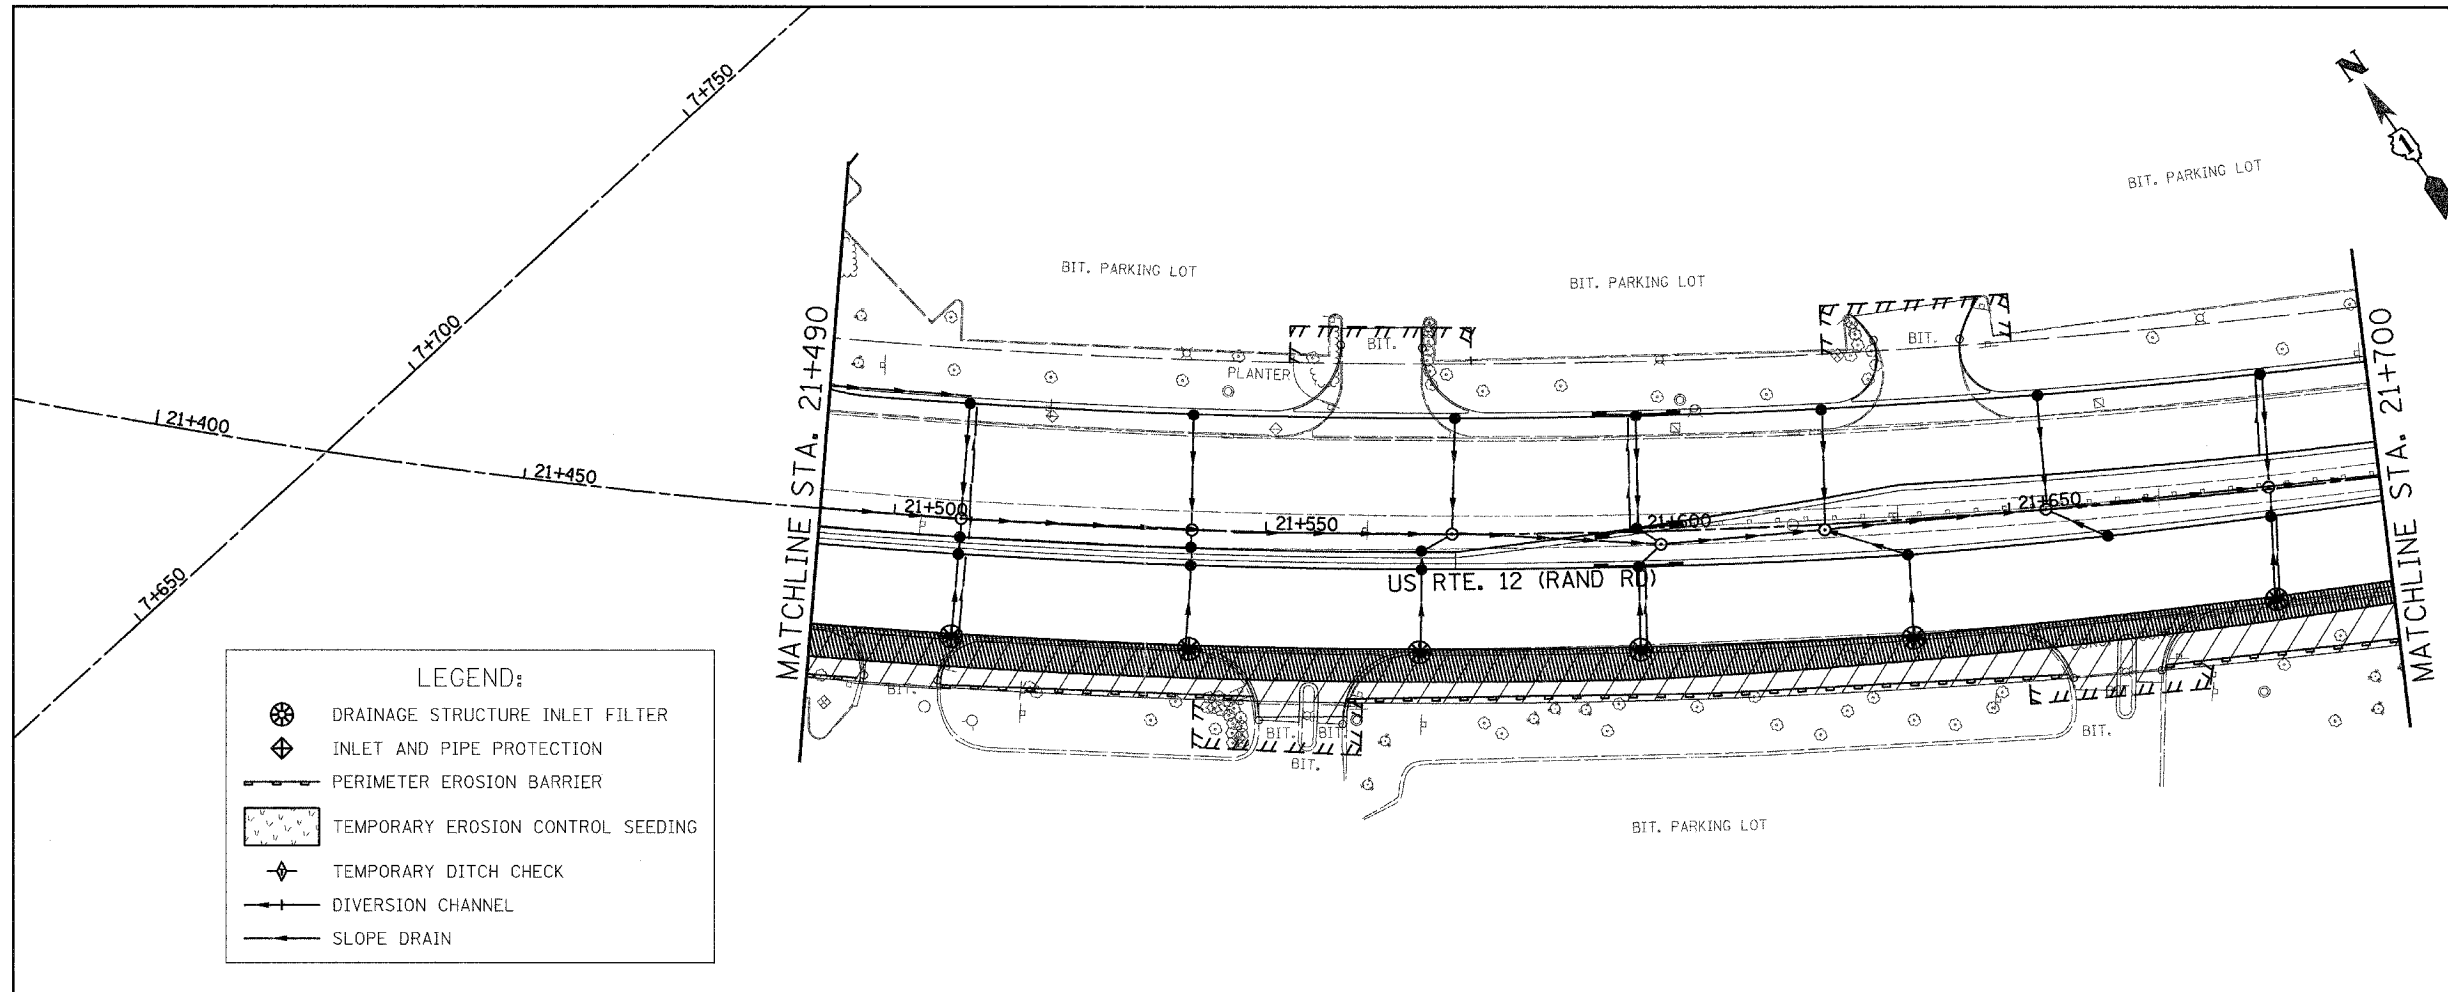 7+750
N
1
BIT. PARKING LOT
BIT. PARKING LOT
BIT. PARKING LOT
7+700
MATCHLINE STA. 21+490
MATCHLINE STA. 21+700
BIT.
BIT.
PLANTER
21+400
21+450
21+500
21+550
21+600
21+650
7+650
US RTE. 12 (RAND RD)
BIT.
BIT.
BIT.
BIT.
BIT.
BIT. PARKING LOT
LEGEND:
DRAINAGE STRUCTURE INLET FILTER
INLET AND PIPE PROTECTION
PERIMETER EROSION BARRIER
TEMPORARY EROSION CONTROL SEEDING
TEMPORARY DITCH CHECK
DIVERSION CHANNEL
SLOPE DRAIN